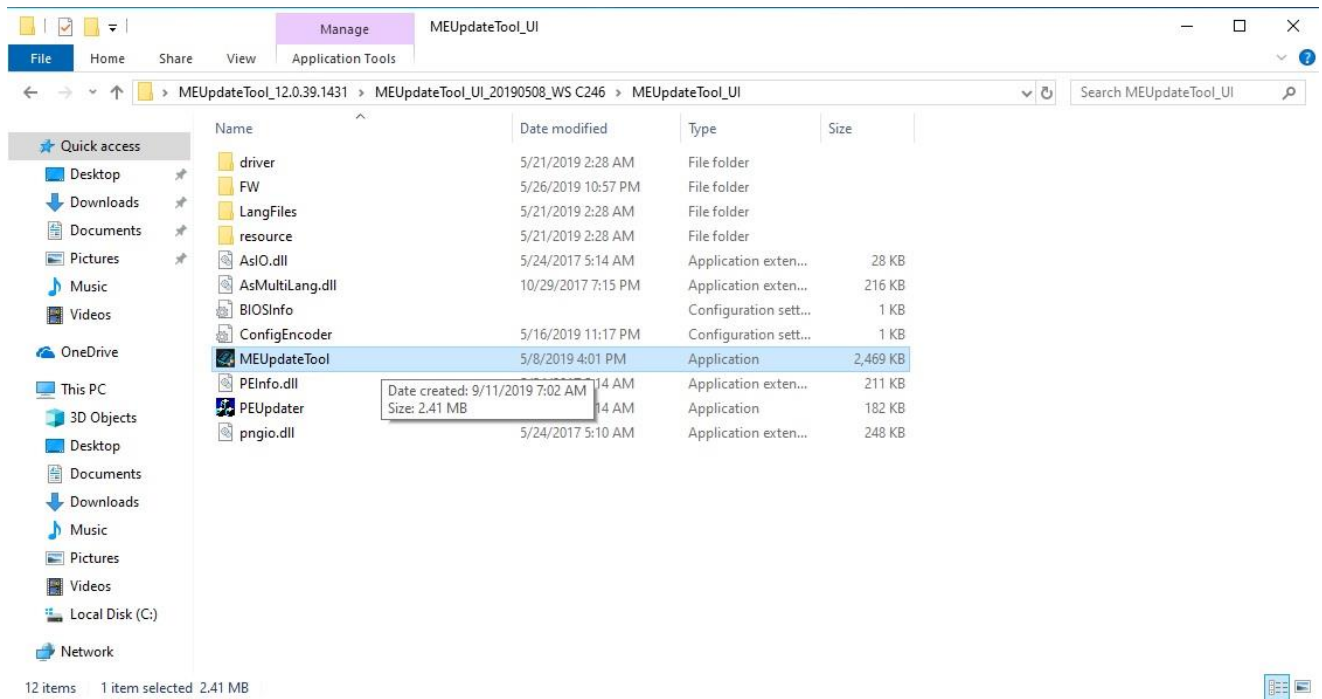 Manage MEUpdateTool_UI
File Home Share View Application Tools
MEUpdateTool_12.0.39.1431 › MEUpdateTool_UI_20190508_WS C246 › MEUpdateTool_UI
Search MEUpdateTool_UI
Name Date modified Type Size
Quick access
Desktop
Downloads
Documents
Pictures
Music
Videos
OneDrive
This PC
3D Objects
Desktop
Documents
Downloads
Music
Pictures
Videos
Local Disk (C:)
Network
driver 5/21/2019 2:28 AM File folder
FW 5/26/2019 10:57 PM File folder
LangFiles 5/21/2019 2:28 AM File folder
resource 5/21/2019 2:28 AM File folder
AsIO.dll 5/24/2017 5:14 AM Application exten... 28 KB
AsMultiLang.dll 10/29/2017 7:15 PM Application exten... 216 KB
BIOSInfo Configuration sett... 1 KB
ConfigEncoder 5/16/2019 11:17 PM Configuration sett... 1 KB
MEUpdateTool 5/8/2019 4:01 PM Application 2,469 KB
PEInfo.dll 14 AM Application exten... 211 KB
Date created: 9/11/2019 7:02 AM
Size: 2.41 MB
PEUpdater 14 AM Application 182 KB
pngio.dll 5/24/2017 5:10 AM Application exten... 248 KB
12 items 1 item selected 2.41 MB